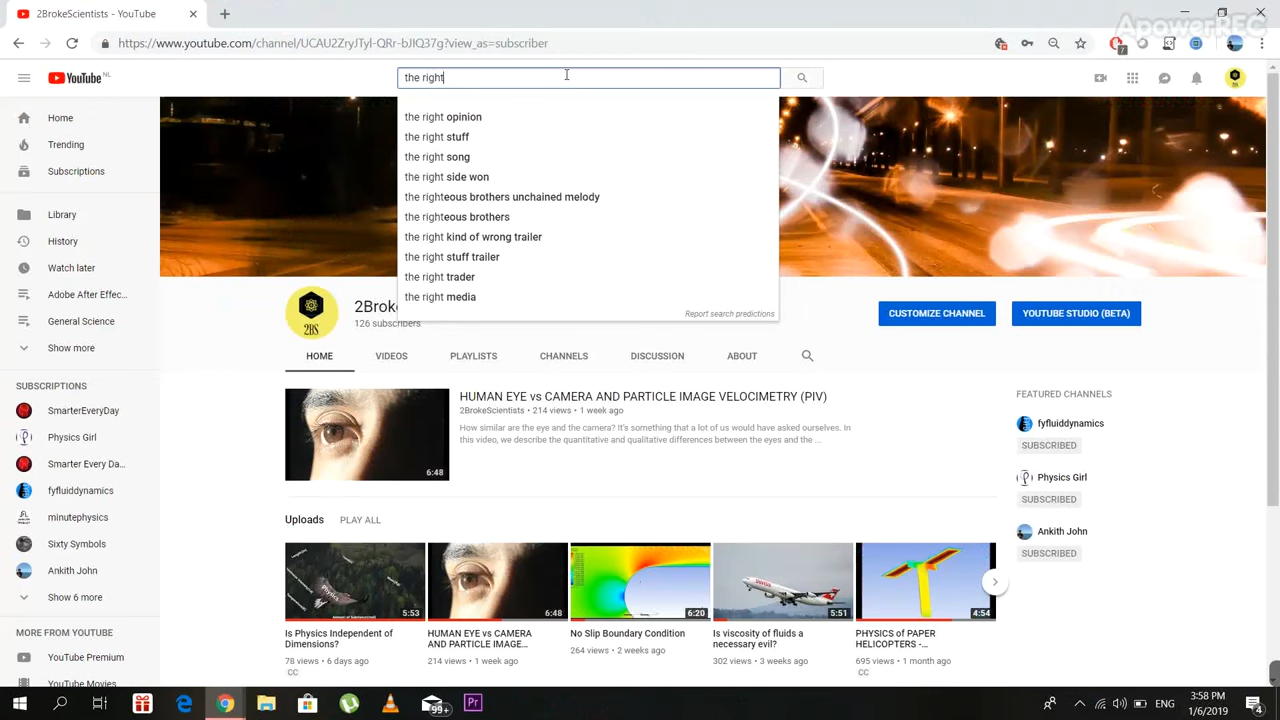 2BrokeScientists - YouTube
ApowerREC
https://www.youtube.com/channel/UCAU2ZryJTyI-QRr-bJIQ37g?view_as=subscriber
7
YouTube NL
the right
Home
Trending
Subscriptions
Library
History
Watch later
Adobe After Effec...
General Science
Show more
SUBSCRIPTIONS
SmarterEveryDay
Physics Girl
Smarter Every Da...
fyfluiddynamics
minutephysics
Sixty Symbols
Ankith John
Show 6 more
MORE FROM YOUTUBE
YouTube Premium
YouTube Movies
the right opinion
the right stuff
the right song
the right side won
the righteous brothers unchained melody
the righteous brothers
the right kind of wrong trailer
the right stuff trailer
the right trader
the right media
Report search predictions
2BS
2Brok
126 subscribers
CUSTOMIZE CHANNEL
YOUTUBE STUDIO (BETA)
HOME VIDEOS PLAYLISTS CHANNELS DISCUSSION ABOUT
HUMAN EYE vs CAMERA AND PARTICLE IMAGE VELOCIMETRY (PIV)
2BrokeScientists • 214 views • 1 week ago
How similar are the eye and the camera? It's something that a lot of us would have asked ourselves. In
this video, we describe the quantitative and qualitative differences between the eyes and the ...
6:48
FEATURED CHANNELS
fyfluiddynamics
SUBSCRIBED
Physics Girl
SUBSCRIBED
Ankith John
SUBSCRIBED
Uploads PLAY ALL
5:53
6:48
6:20
5:51
4:54
Is Physics Independent of
Dimensions?
78 views • 6 days ago
CC
HUMAN EYE vs CAMERA
AND PARTICLE IMAGE...
214 views • 1 week ago
No Slip Boundary Condition
264 views • 2 weeks ago
Is viscosity of fluids a
necessary evil?
302 views • 3 weeks ago
PHYSICS of PAPER
HELICOPTERS -...
695 views • 1 month ago
CC
99+
Pr
ENG
3:58 PM
1/6/2019
4